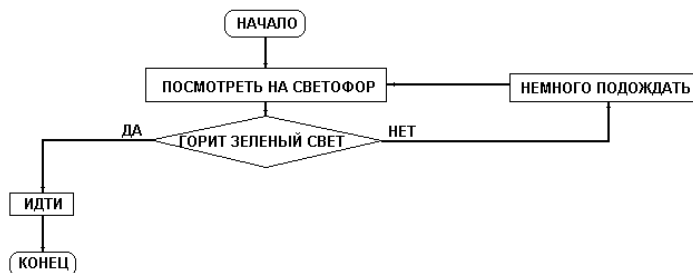 НАЧАЛО
ПОСМОТРЕТЬ НА СВЕТОФОР
НЕМНОГО ПОДОЖДАТЬ
ДА
ГОРИТ ЗЕЛЕНЫЙ СВЕТ
НЕТ
ИДТИ
КОНЕЦ